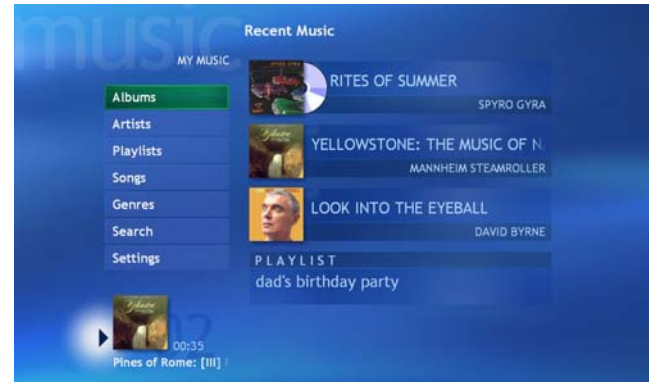 music
Recent Music
MY MUSIC
Albums
Artists
Playlists
Songs
Genres
Search
Settings
RITES OF SUMMER
SPYRO GYRA
YELLOWSTONE: THE MUSIC OF N
MANNHEIM STEAMROLLER
LOOK INTO THE EYEBALL
DAVID BYRNE
PLAYLIST
dad's birthday party
02
00:35
Pines of Rome: [III]